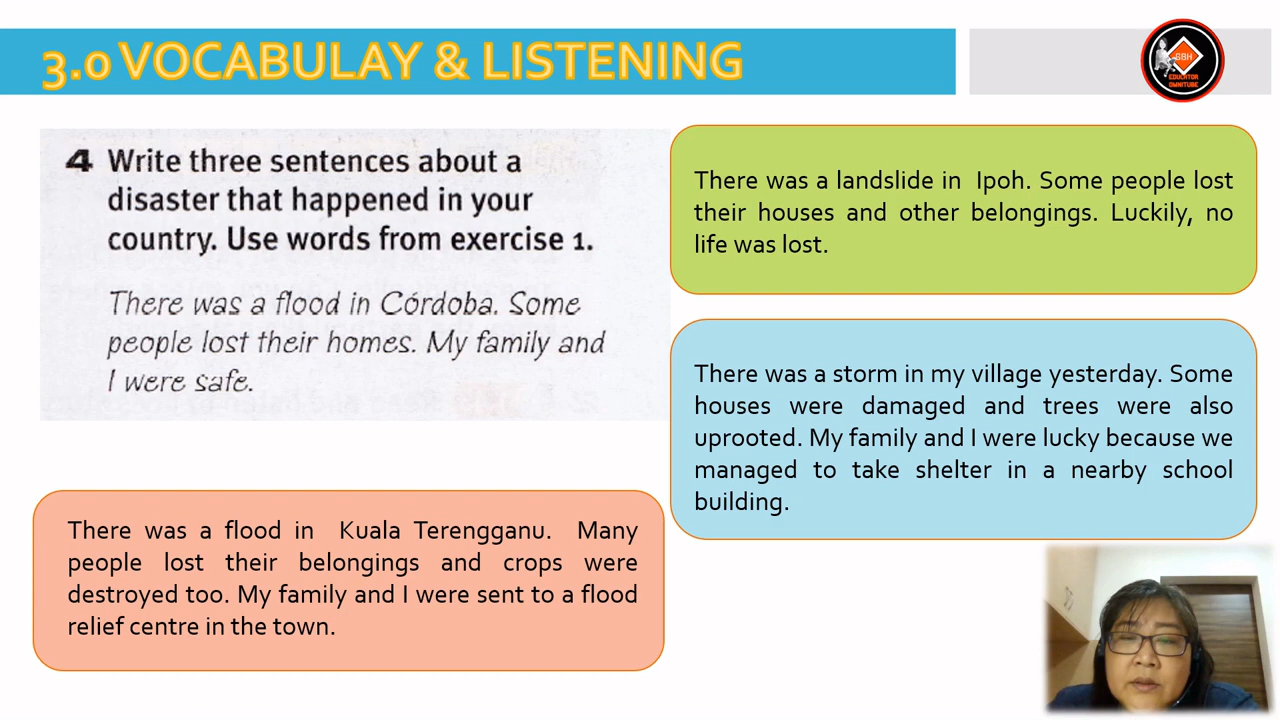 3.0 VOCABULAY & LISTENING
GBH
EDUCATOR
OMNITUBE
4 Write three sentences about a
disaster that happened in your
country. Use words from exercise 1.
There was a flood in Córdoba. Some
people lost their homes. My family and
I were safe.
There was a landslide in Ipoh. Some people lost
their houses and other belongings. Luckily, no
life was lost.
There was a storm in my village yesterday. Some
houses were damaged and trees were also
uprooted. My family and I were lucky because we
managed to take shelter in a nearby school
building.
There was a flood in Kuala Terengganu. Many
people lost their belongings and crops were
destroyed too. My family and I were sent to a flood
relief centre in the town.